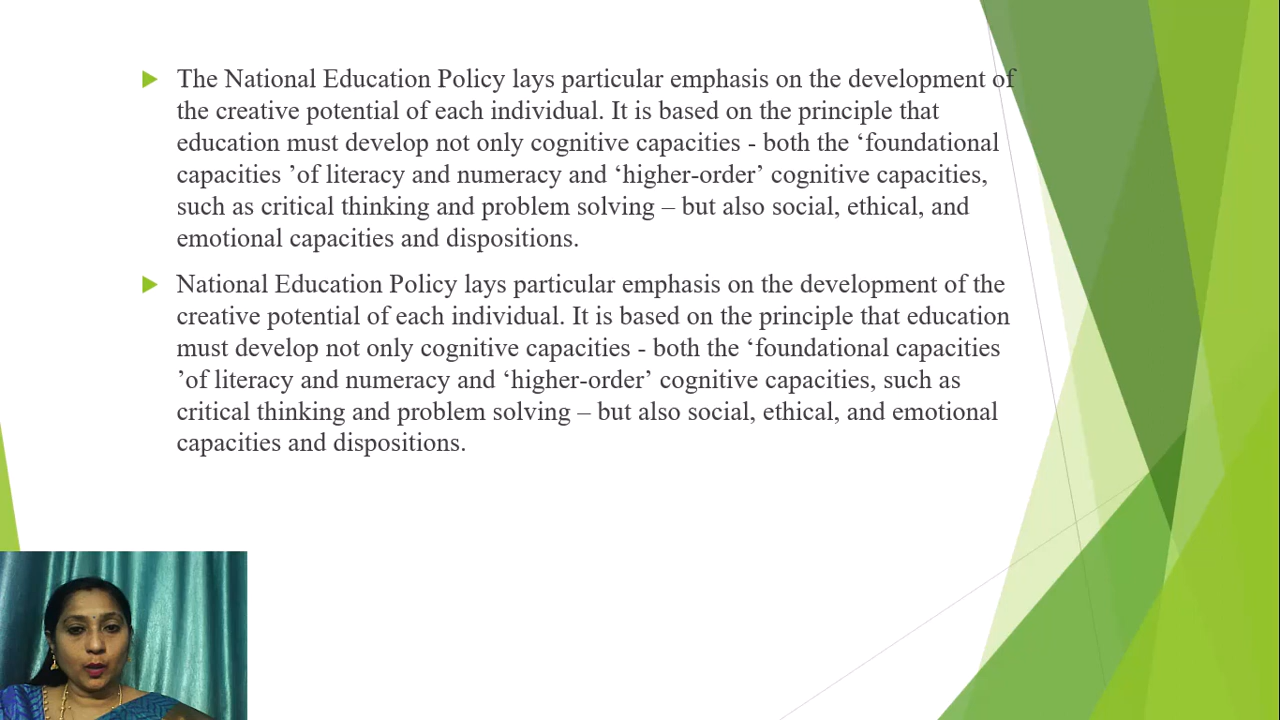 The National Education Policy lays particular emphasis on the development of
the creative potential of each individual. It is based on the principle that
education must develop not only cognitive capacities - both the ‘foundational
capacities ’of literacy and numeracy and ‘higher-order’ cognitive capacities,
such as critical thinking and problem solving – but also social, ethical, and
emotional capacities and dispositions.
National Education Policy lays particular emphasis on the development of the
creative potential of each individual. It is based on the principle that education
must develop not only cognitive capacities - both the ‘foundational capacities
’of literacy and numeracy and ‘higher-order’ cognitive capacities, such as
critical thinking and problem solving – but also social, ethical, and emotional
capacities and dispositions.